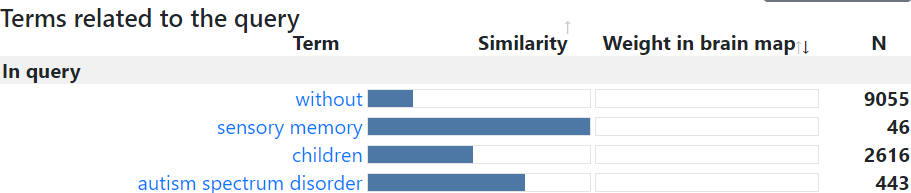 Terms related to the query
Term Similarity↑ Weight in brain map↑↓ N
In query
without 9055
sensory memory 46
children 2616
autism spectrum disorder 443